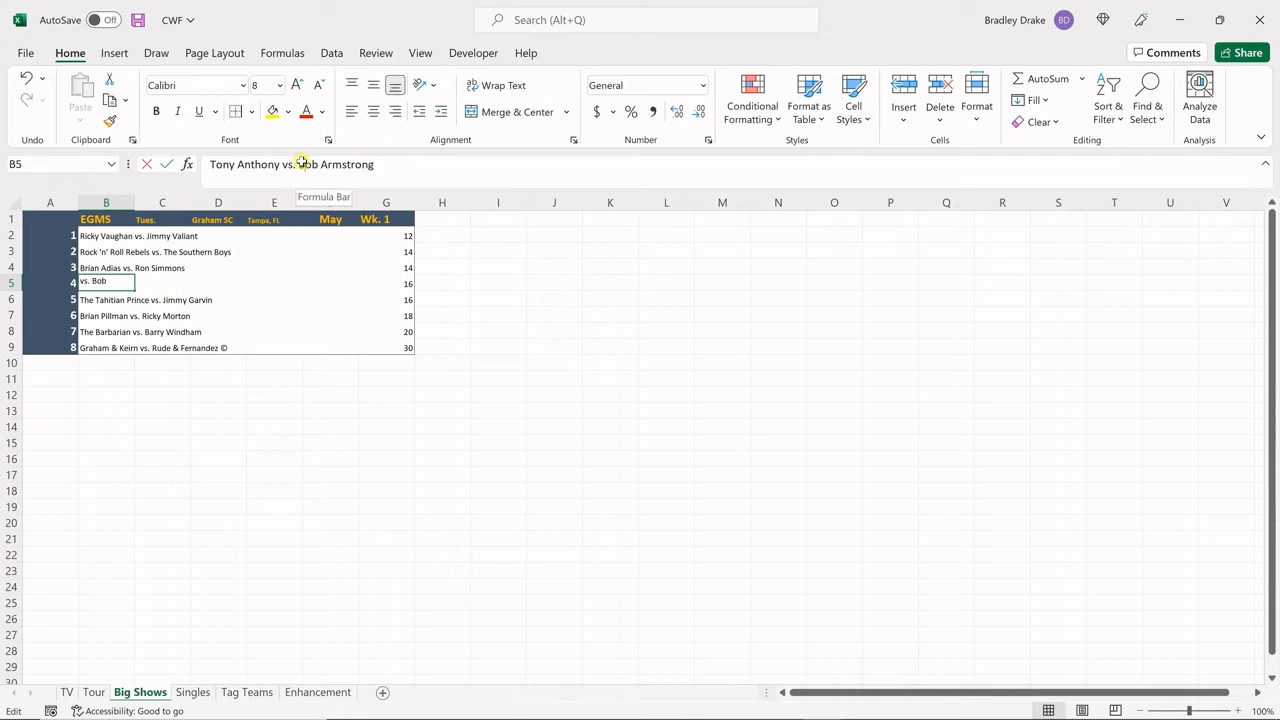 AutoSave Off CWF Search (Alt+Q) Bradley Drake BD
File Home Insert Draw Page Layout Formulas Data Review View Developer Help Comments Share
Paste Calibri 8 Wrap Text General Conditional Formatting Format as Table Cell Styles Insert Delete Format AutoSum Sort & Filter Find & Select Analyze Data
B I U Merge & Center $ % Fill
Clear
Undo Clipboard Font Alignment Number Styles Cells Editing Analysis
B5 fx Tony Anthony vs. Bob Armstrong
Formula Bar
A B C D E F G H I J K L M N O P Q R S T U V
1 EGMS Tues. Graham SC Tampa, FL May Wk. 1
2 1 Ricky Vaughan vs. Jimmy Valiant 12
3 2 Rock 'n' Roll Rebels vs. The Southern Boys 14
4 3 Brian Adias vs. Ron Simmons 14
5 4 vs. Bob 16
6 5 The Tahitian Prince vs. Jimmy Garvin 16
7 6 Brian Pillman vs. Ricky Morton 18
8 7 The Barbarian vs. Barry Windham 20
9 8 Graham & Keirn vs. Rude & Fernandez © 30
10
11
12
13
14
15
16
17
18
19
20
21
22
23
24
25
26
27
28
29
30
TV Tour Big Shows Singles Tag Teams Enhancement
Edit Accessibility: Good to go 100%